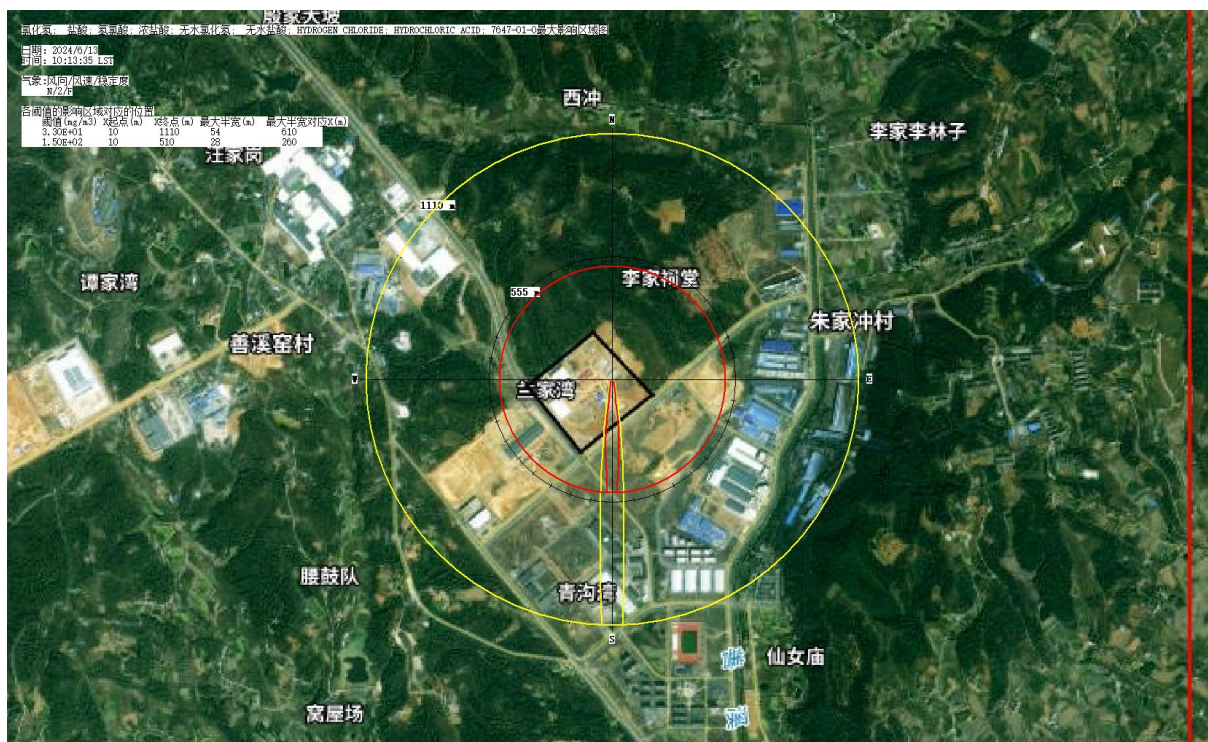 殷家大坡
氯化氢; 盐酸; 氢氯酸; 浓盐酸; 无水氯化氢; 无水盐酸; HYDROGEN CHLORIDE; HYDROCHLORIC ACID; 7647-01-0最大影响区域图
日期: 2024/6/13
时间: 10:13:35 LST
气象:风向/风速/稳定度
N/2/F
各阈值的影响区域对应的位置
阈值(mg/m3) X起点(m) X终点(m) 最大半宽(m) 最大半宽对应X(m)
3.30E+01 10 1110 54 610
1.50E+02 10 510 28 260
西冲
N
李家李林子
汪家岗
1110 m
谭家湾
李家祠堂
555 m
朱家冲村
善溪窑村
W
E
兰家湾
腰鼓队
青沟湾
S
善
溪
仙女庙
窝屋场